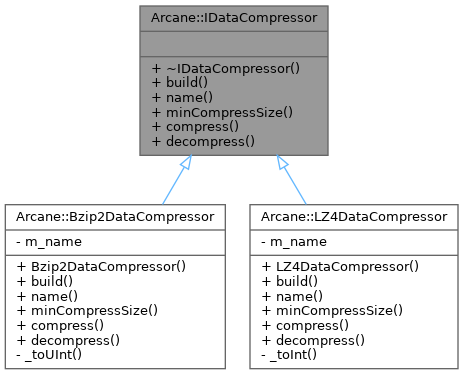 Arcane::IDataCompressor
+ ~IDataCompressor()
+ build()
+ name()
+ minCompressSize()
+ compress()
+ decompress()
Arcane::Bzip2DataCompressor
- m_name
+ Bzip2DataCompressor()
+ build()
+ name()
+ minCompressSize()
+ compress()
+ decompress()
- _toUInt()
Arcane::LZ4DataCompressor
- m_name
+ LZ4DataCompressor()
+ build()
+ name()
+ minCompressSize()
+ compress()
+ decompress()
- _toInt()